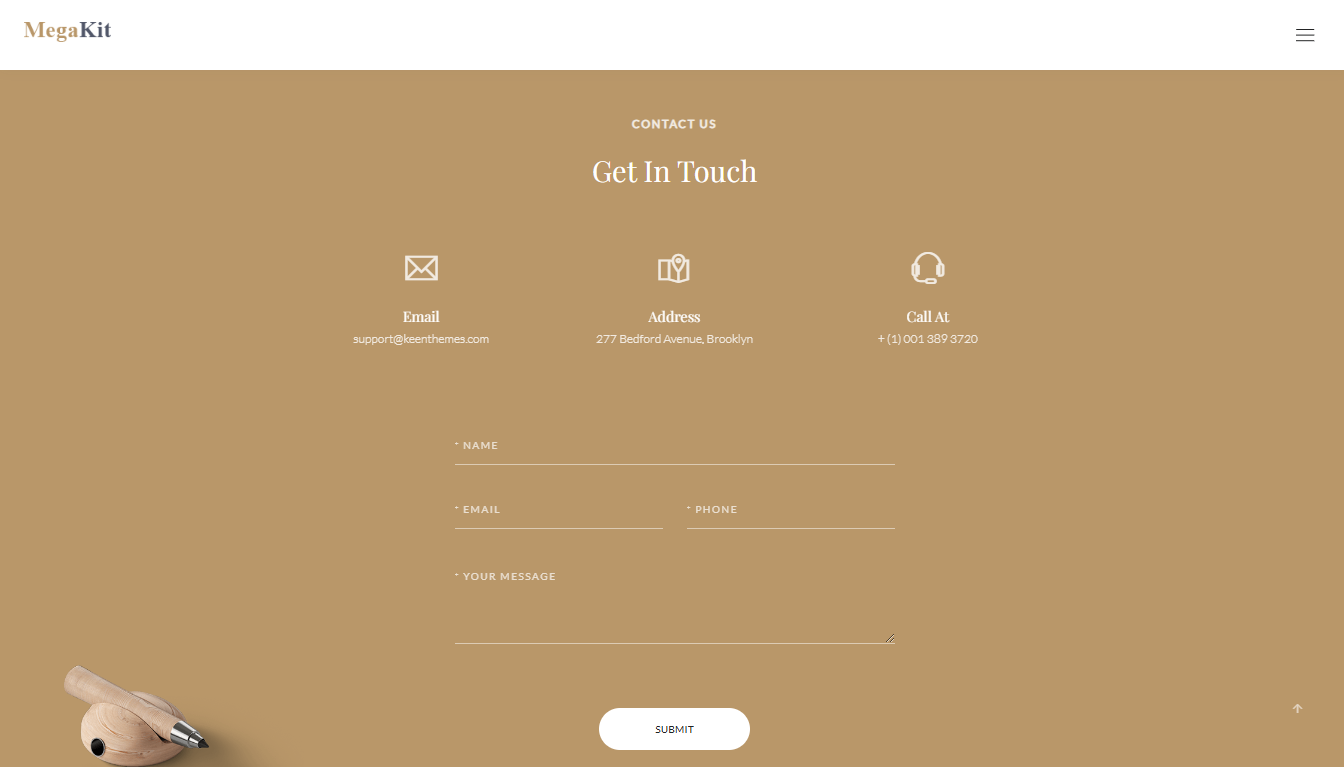 MegaKit
CONTACT US
Get In Touch
Email
support@keenthemes.com
Address
277 Bedford Avenue, Brooklyn
Call At
+ (1) 001 389 3720
* NAME
* EMAIL
* PHONE
* YOUR MESSAGE
SUBMIT